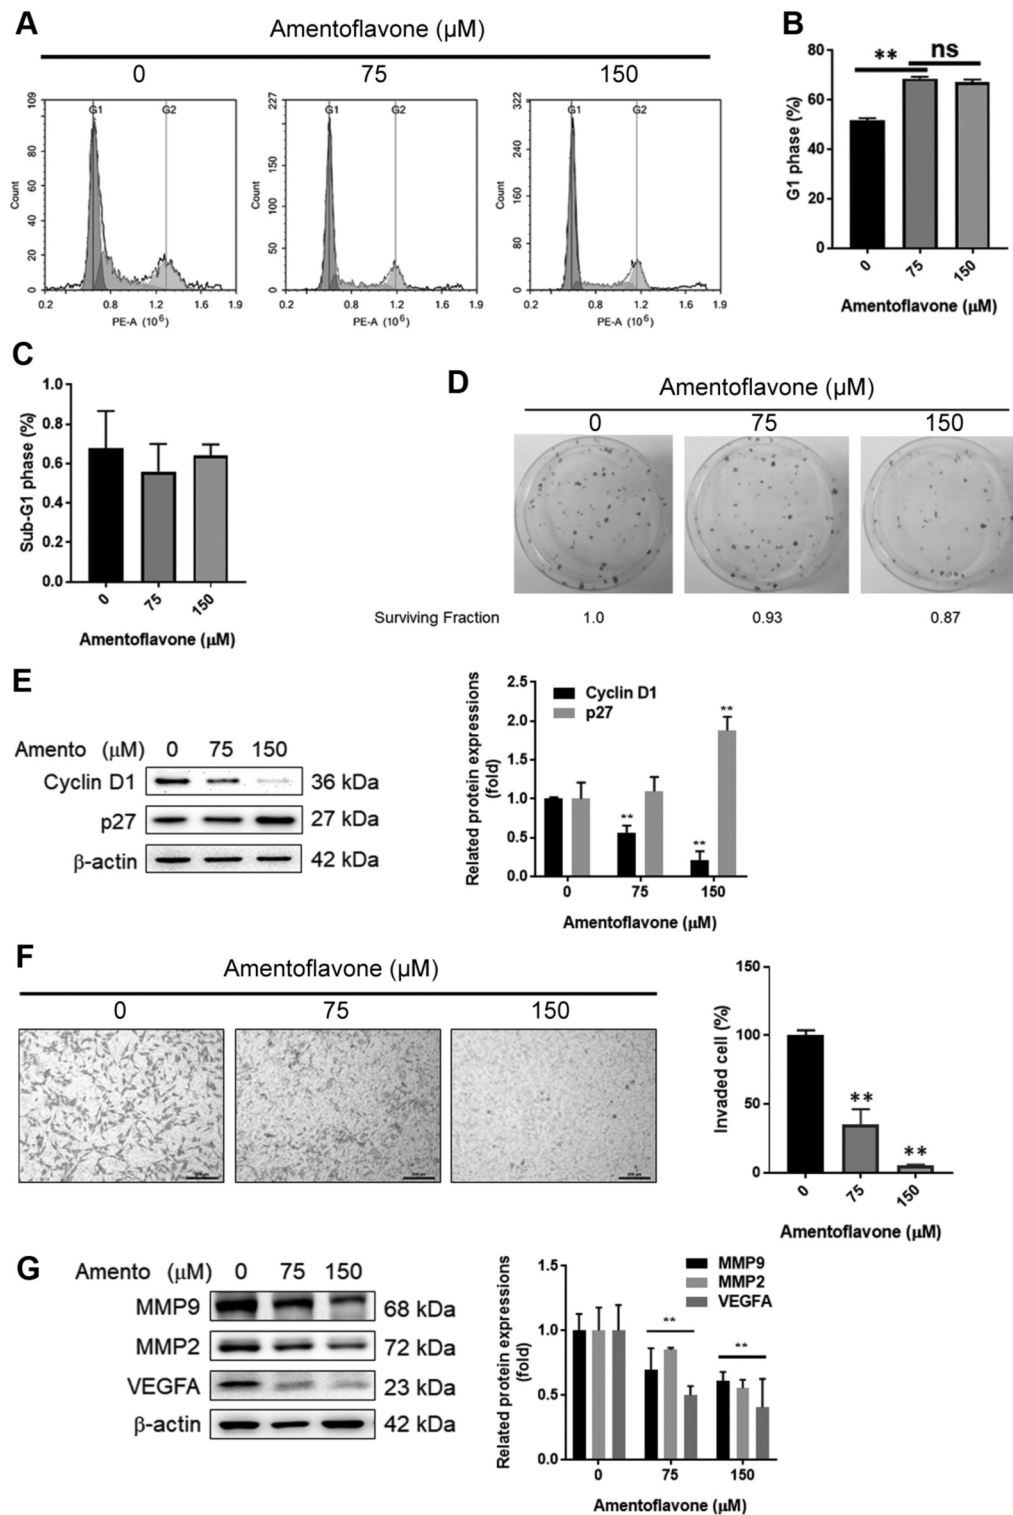 A
Amentoflavone (µM)
0 75 150
109
80
60
40
20
0
Count
G1
G2
0.2 0.8 1.2 1.6 1.9
PE-A (10⁶)
227
150
100
50
0
Count
G1
G2
0.2 0.8 1.2 1.9
PE-A (10⁶)
322
240
160
80
0
Count
G1
G2
0.2 0.8 1.2 1.9
PE-A (10⁶)
B
80
60
40
20
0
G1 phase (%)
** ns
0 75 150
Amentoflavone (µM)
C
1.0
0.8
0.6
0.4
0.2
0.0
Sub-G1 phase (%)
0 75 150
Amentoflavone (µM)
D
Amentoflavone (µM)
0 75 150
Surviving Fraction 1.0 0.93 0.87
E
Amento (µM) 0 75 150
Cyclin D1 36 kDa
p27 27 kDa
β-actin 42 kDa
2.5
2.0
1.5
1.0
0.5
0.0
Related protein expressions
(fold)
Cyclin D1
p27
** ** **
0 75 150
Amentoflavone (µM)
F
Amentoflavone (µM)
0 75 150
150
100
50
0
Invaded cell (%)
** **
0 75 150
Amentoflavone (µM)
G
Amento (µM) 0 75 150
MMP9 68 kDa
MMP2 72 kDa
VEGFA 23 kDa
β-actin 42 kDa
1.5
1.0
0.5
0.0
Related protein expressions
(fold)
MMP9
MMP2
VEGFA
** **
0 75 150
Amentoflavone (µM)